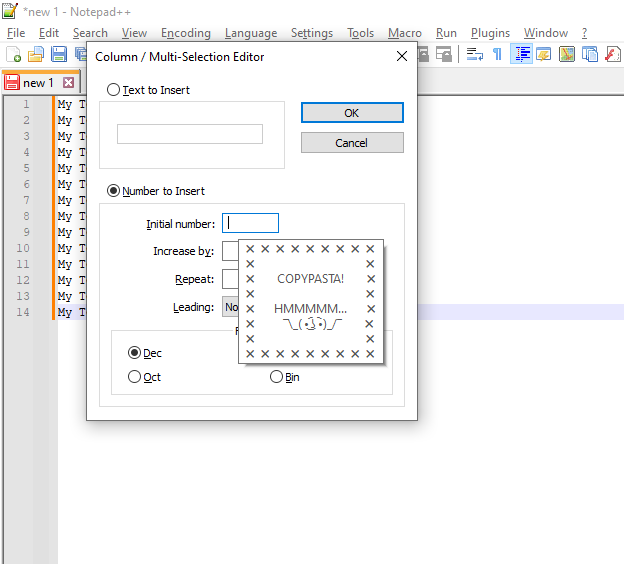 *new 1 - Notepad++
File Edit Search View Encoding Language Settings Tools Macro Run Plugins Window ?
new 1
Column / Multi-Selection Editor
Text to Insert
OK
Cancel
Number to Insert
Initial number:
Increase by:
Repeat:
Leading: No
Dec
Oct
Bin
COPYPASTA!
HMMMMM...
1 My T
2 My T
3 My T
4 My T
5 My T
6 My T
7 My T
8 My T
9 My T
10 My T
11 My T
12 My T
13 My T
14 My T